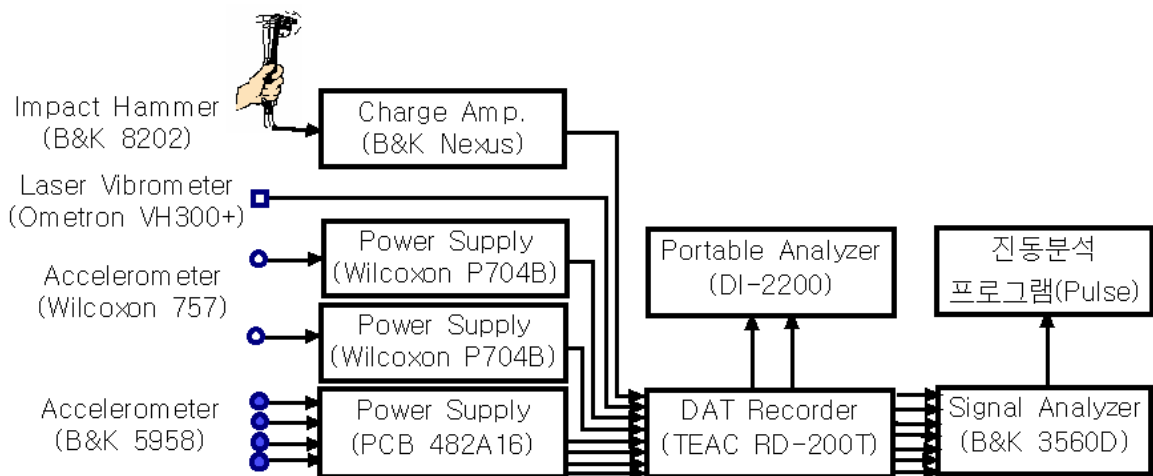 Impact Hammer
(B&K 8202)
Charge Amp.
(B&K Nexus)
Laser Vibrometer
(Ometron VH300+)
Accelerometer
(Wilcoxon 757)
Power Supply
(Wilcoxon P704B)
Power Supply
(Wilcoxon P704B)
Accelerometer
(B&K 5958)
Power Supply
(PCB 482A16)
Portable Analyzer
(DI-2200)
DAT Recorder
(TEAC RD-200T)
진동분석
프로그램(Pulse)
Signal Analyzer
(B&K 3560D)